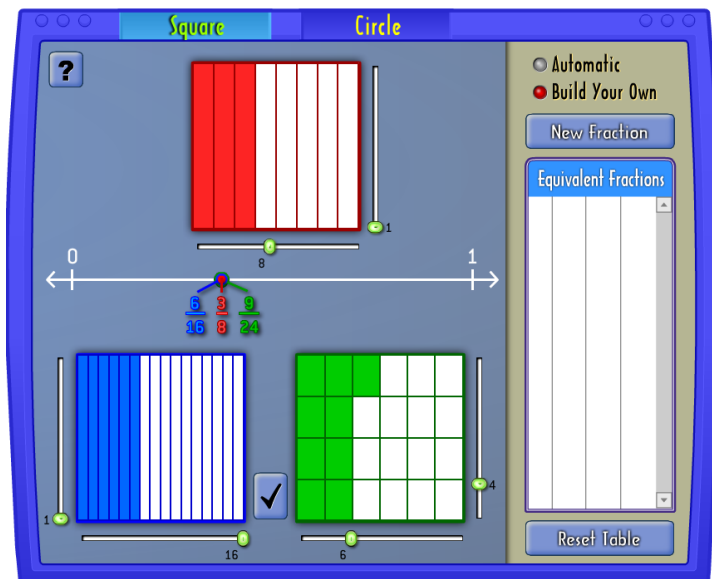 Square
Circle
?
Automatic
Build Your Own
New Fraction
Equivalent Fractions
1
8
0
1
6
3
9
16
8
24
1
4
16
6
Reset Table